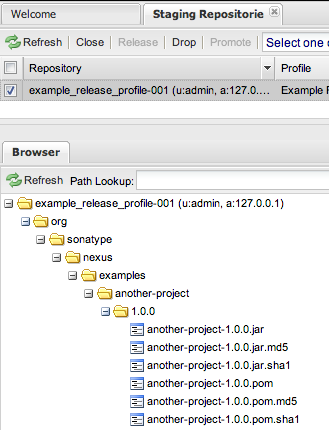 Welcome
Staging Repositorie
Refresh Close Release Drop Promote Select one
Repository Profile
example_release_profile-001 (u:admin, a:127.0.... Example
Browser
Refresh Path Lookup:
example_release_profile-001 (u:admin, a:127.0.0.1)
org
sonatype
nexus
examples
another-project
1.0.0
another-project-1.0.0.jar
another-project-1.0.0.jar.md5
another-project-1.0.0.jar.sha1
another-project-1.0.0.pom
another-project-1.0.0.pom.md5
another-project-1.0.0.pom.sha1